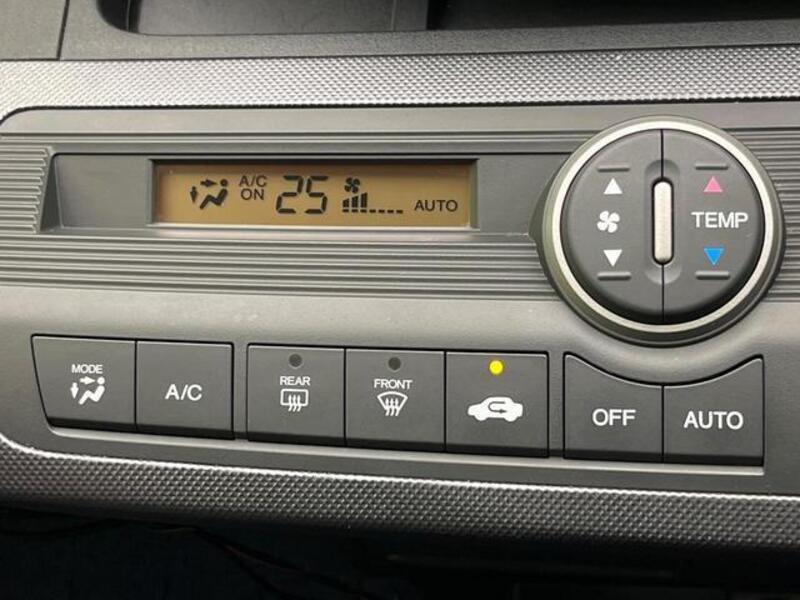 A/C
ON
25
AUTO
TEMP
MODE
A/C
REAR
FRONT
OFF
AUTO